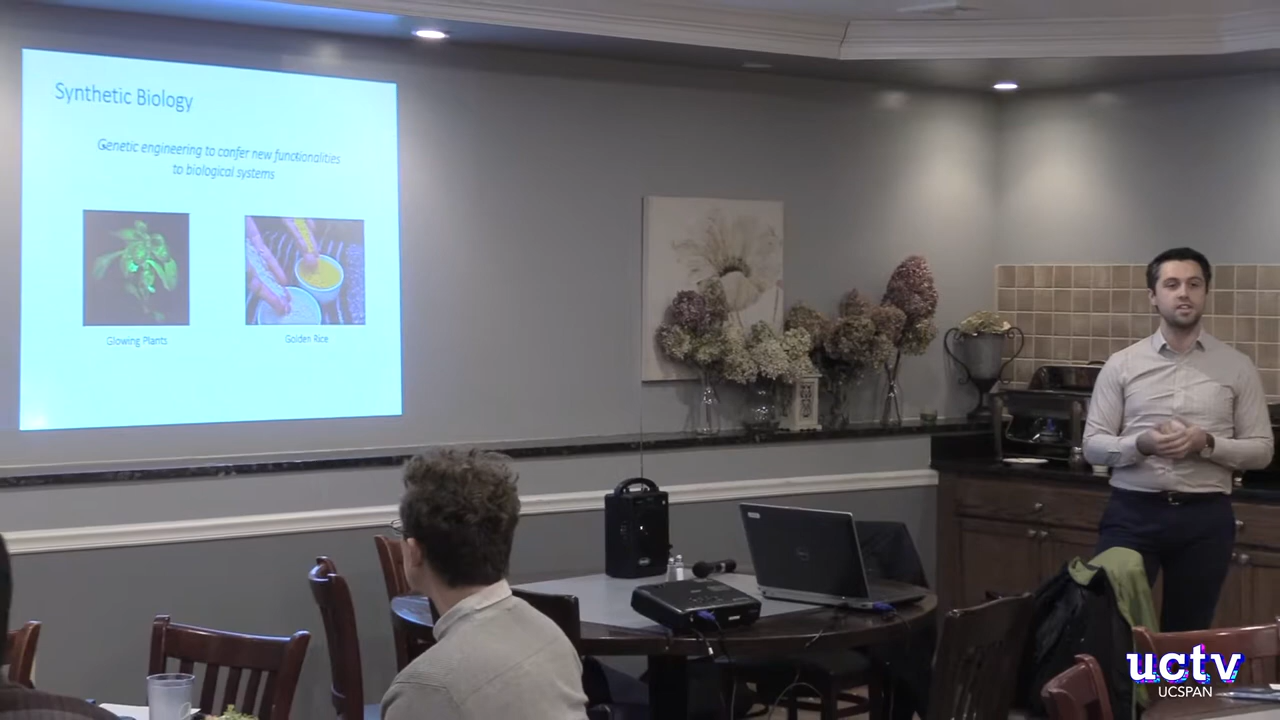 Synthetic Biology
Genetic engineering to confer new functionalities
to biological systems
Glowing Plants
Golden Rice
uctv
UCSPAN